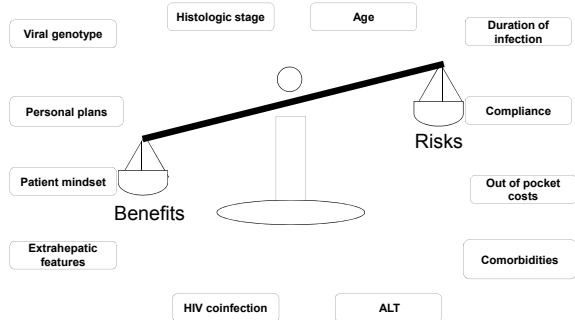 Histologic stage
Age
Viral genotype
Duration of
infection
Personal plans
Compliance
Risks
Patient mindset
Out of pocket
costs
Benefits
Extrahepatic
features
Comorbidities
HIV coinfection
ALT